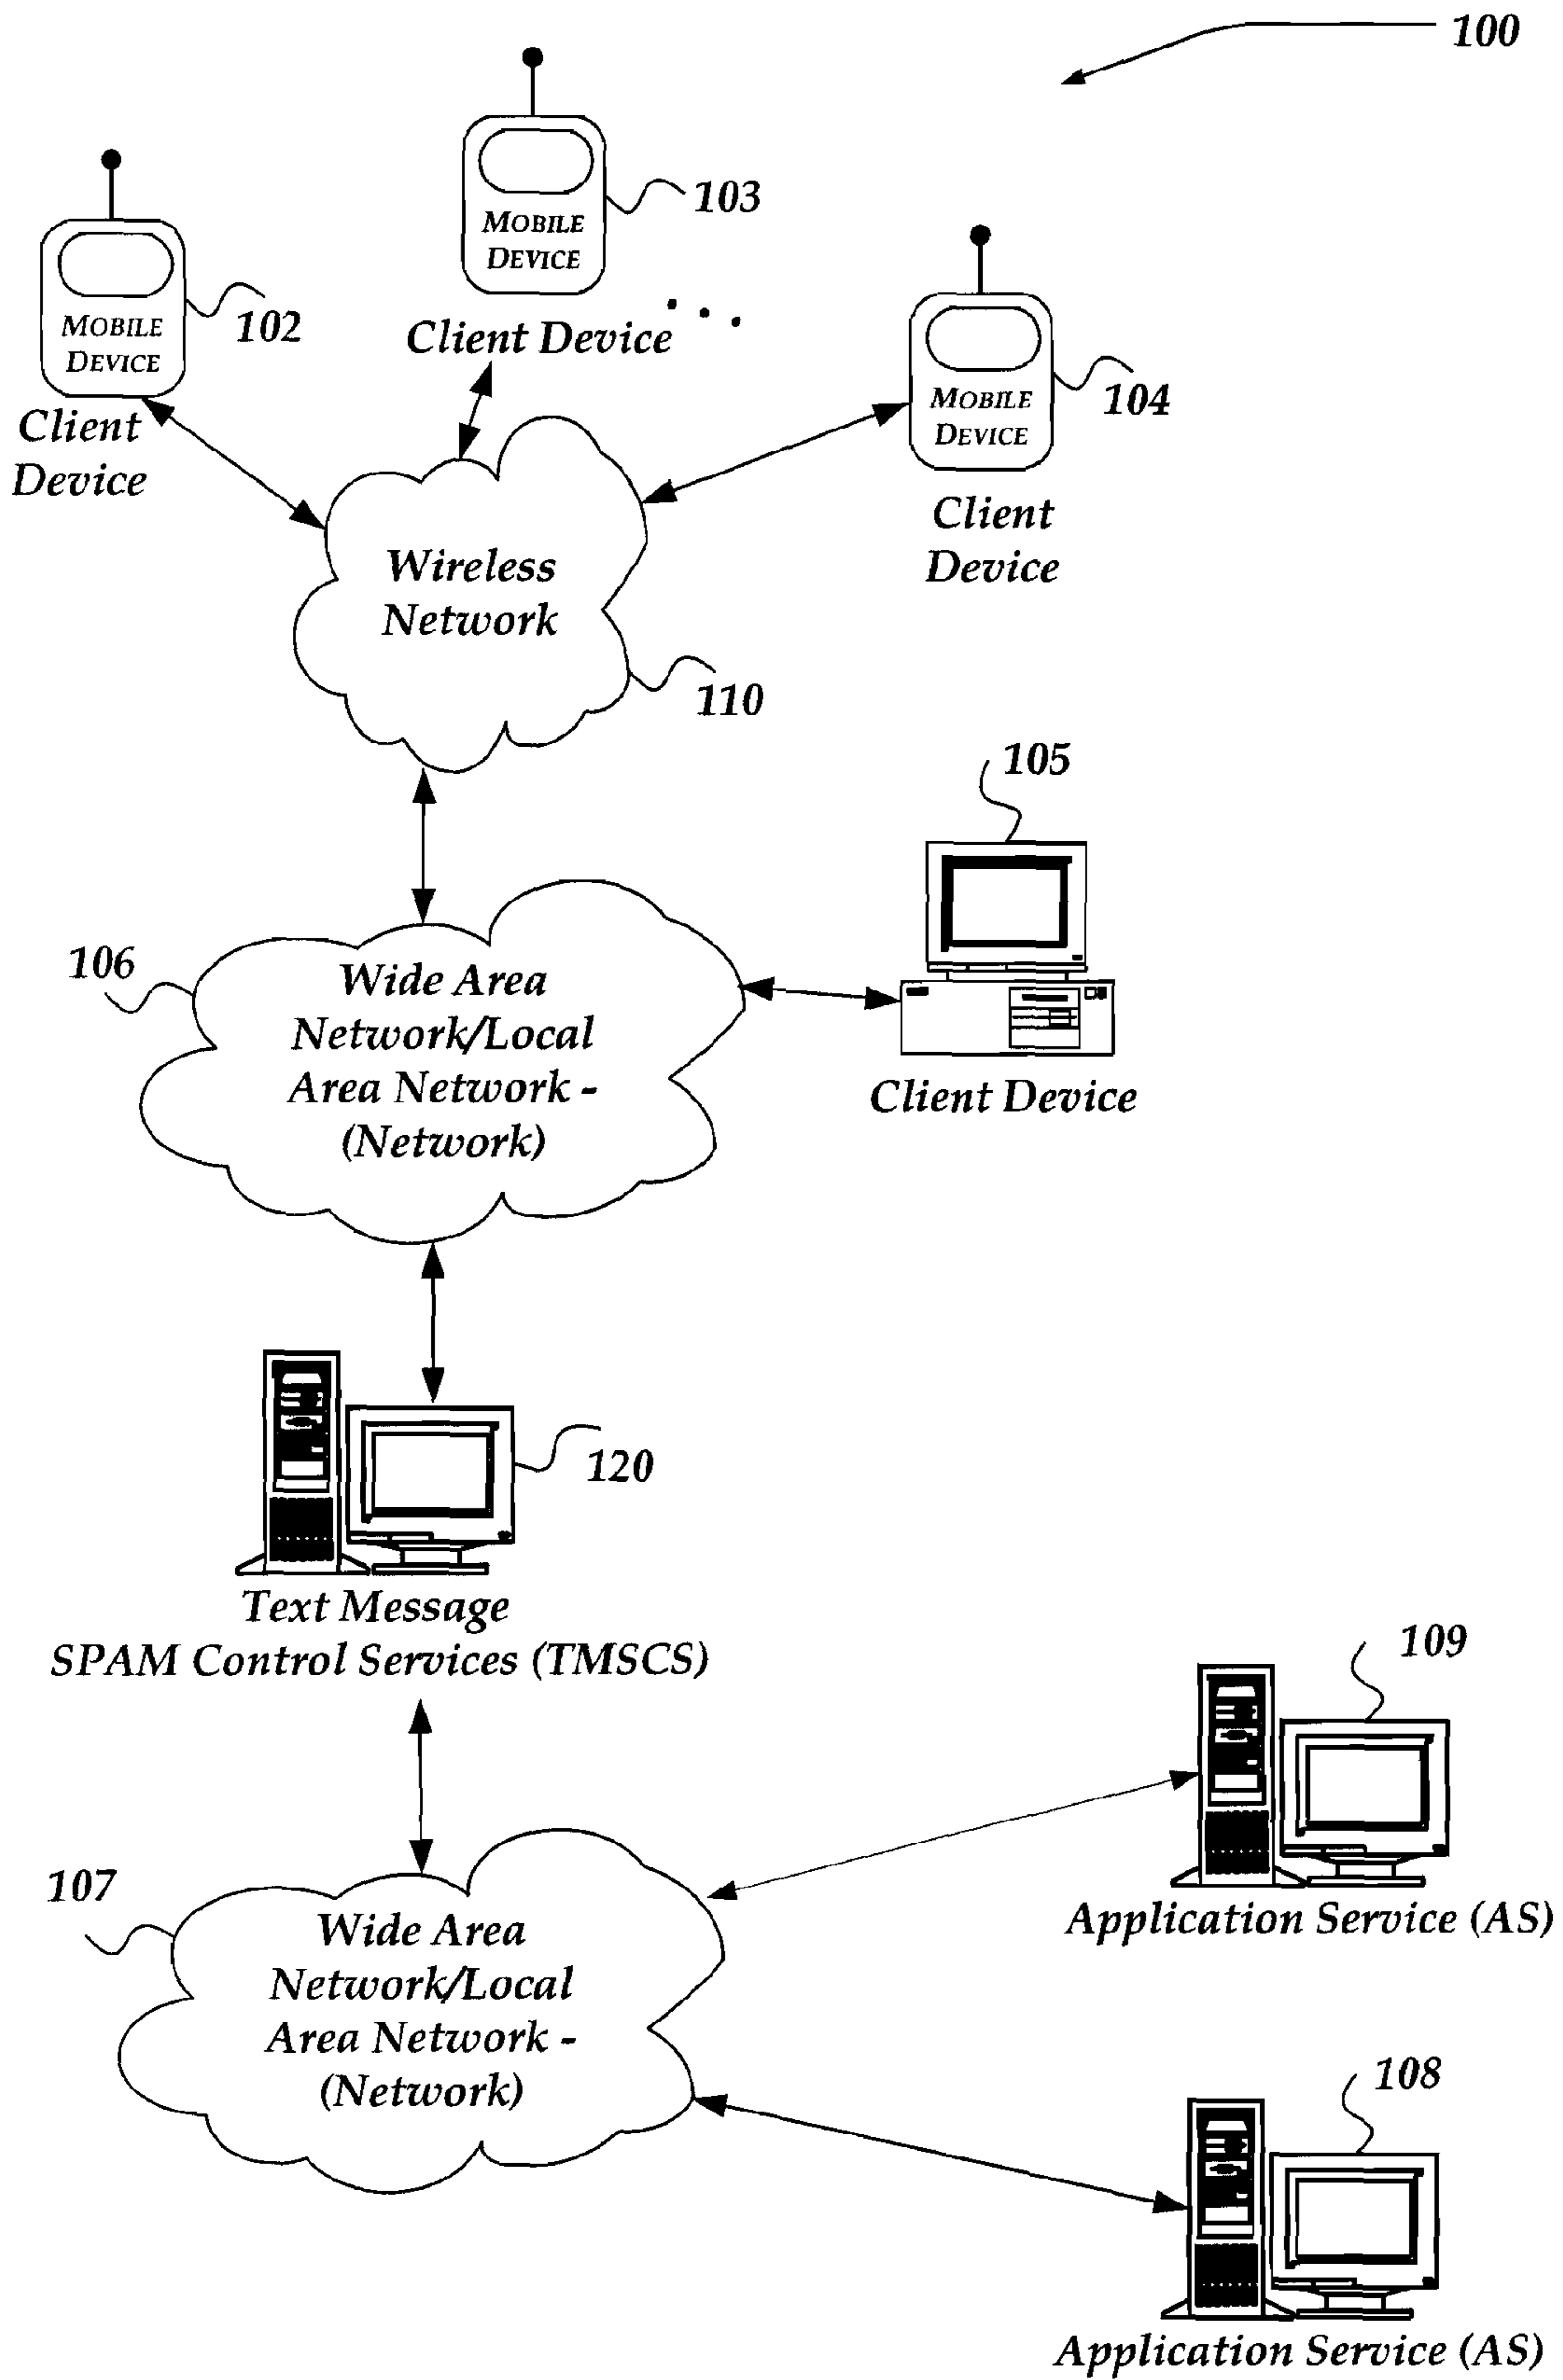 100
MOBILE
DEVICE
103
Client Device
MOBILE
DEVICE
102
Client
Device
MOBILE
DEVICE
104
Client
Device
Wireless
Network
110
105
Client Device
106
Wide Area
Network/Local
Area Network -
(Network)
120
Text Message
SPAM Control Services (TMSCS)
109
Application Service (AS)
107
Wide Area
Network/Local
Area Network -
(Network)
108
Application Service (AS)